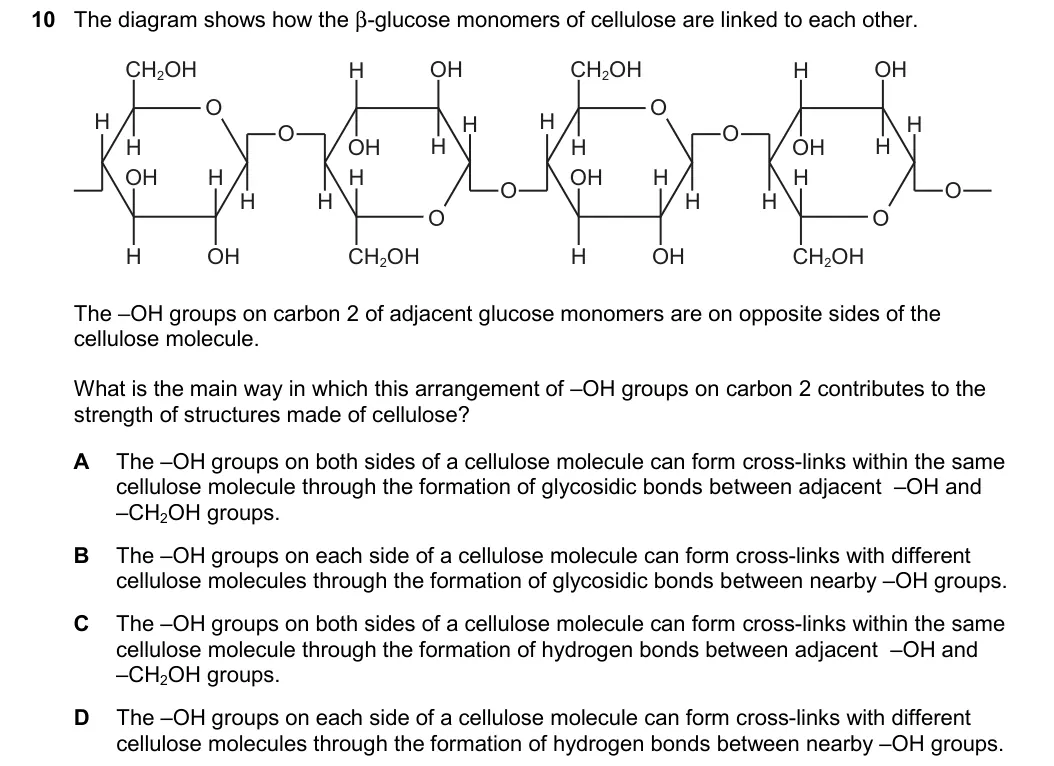 10 The diagram shows how the β-glucose monomers of cellulose are linked to each other.
CH₂OH H OH CH₂OH H OH
O O
H O H H O H
H OH H H OH H
OH H H OH H H
H H O H H O
O O
H OH CH₂OH H OH CH₂OH
The –OH groups on carbon 2 of adjacent glucose monomers are on opposite sides of the
cellulose molecule.
What is the main way in which this arrangement of –OH groups on carbon 2 contributes to the
strength of structures made of cellulose?
A The –OH groups on both sides of a cellulose molecule can form cross-links within the same
cellulose molecule through the formation of glycosidic bonds between adjacent –OH and
–CH₂OH groups.
B The –OH groups on each side of a cellulose molecule can form cross-links with different
cellulose molecules through the formation of glycosidic bonds between nearby –OH groups.
C The –OH groups on both sides of a cellulose molecule can form cross-links within the same
cellulose molecule through the formation of hydrogen bonds between adjacent –OH and
–CH₂OH groups.
D The –OH groups on each side of a cellulose molecule can form cross-links with different
cellulose molecules through the formation of hydrogen bonds between nearby –OH groups.